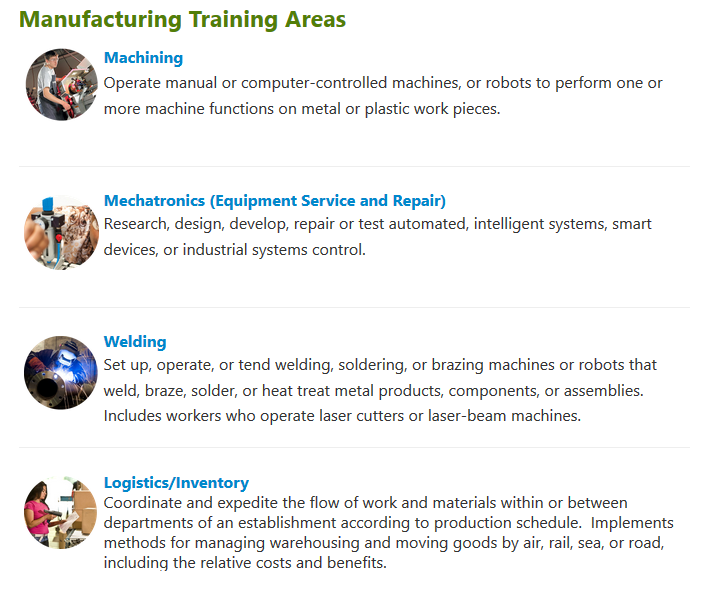 Manufacturing Training Areas
Machining
Operate manual or computer-controlled machines, or robots to perform one or
more machine functions on metal or plastic work pieces.
Mechatronics (Equipment Service and Repair)
Research, design, develop, repair or test automated, intelligent systems, smart
devices, or industrial systems control.
Welding
Set up, operate, or tend welding, soldering, or brazing machines or robots that
weld, braze, solder, or heat treat metal products, components, or assemblies.
Includes workers who operate laser cutters or laser-beam machines.
Logistics/Inventory
Coordinate and expedite the flow of work and materials within or between
departments of an establishment according to production schedule.  Implements
methods for managing warehousing and moving goods by air, rail, sea, or road,
including the relative costs and benefits.